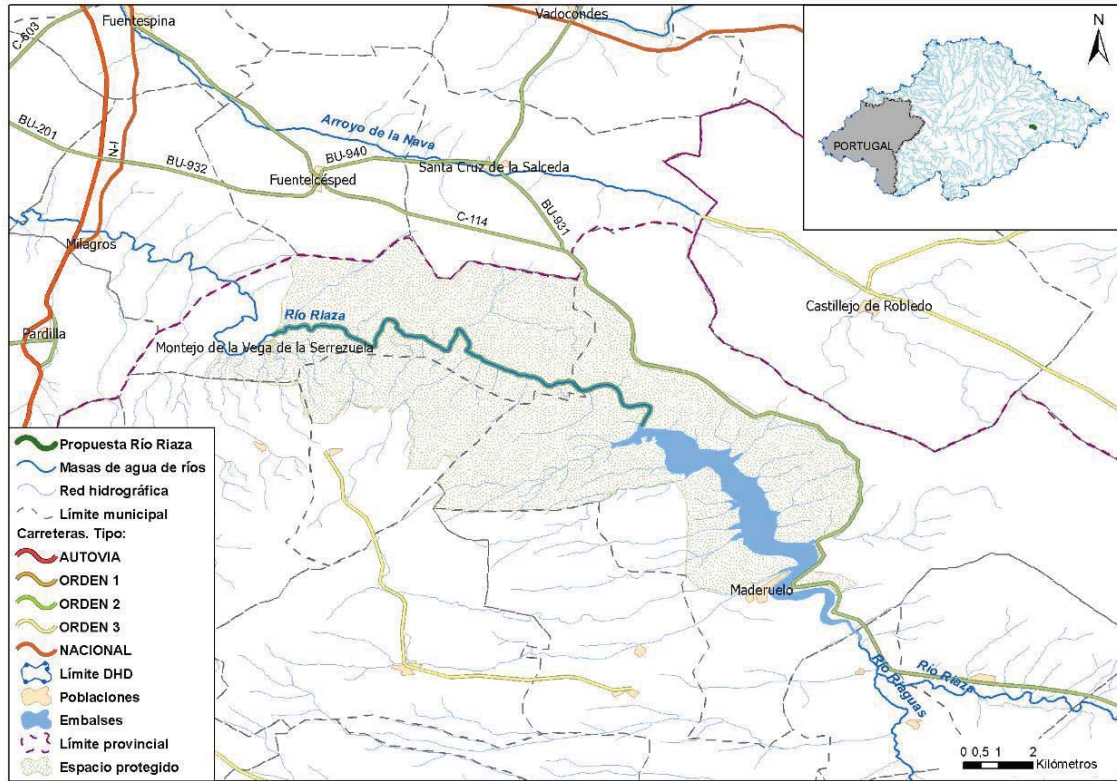 Fuentespina
Vadocondes
C-603
BU-201
N-I
BU-932
Arroyo de la Nava
BU-940
Santa Cruz de la Salceda
Fuentelcésped
C-114
BU-931
Milagros
Pardilla
Río Riaza
Montejo de la Vega de la Serrezuela
Castillejo de Robledo
Maderuelo
Río Riaza
Río Riaguas
N
PORTUGAL
Propuesta Río Riaza
Masas de agua de ríos
Red hidrográfica
Límite municipal
Carreteras. Tipo:
AUTOVIA
ORDEN 1
ORDEN 2
ORDEN 3
NACIONAL
Límite DHD
Poblaciones
Embalses
Límite provincial
Espacio protegido
0 0,5 1 2
Kilómetros